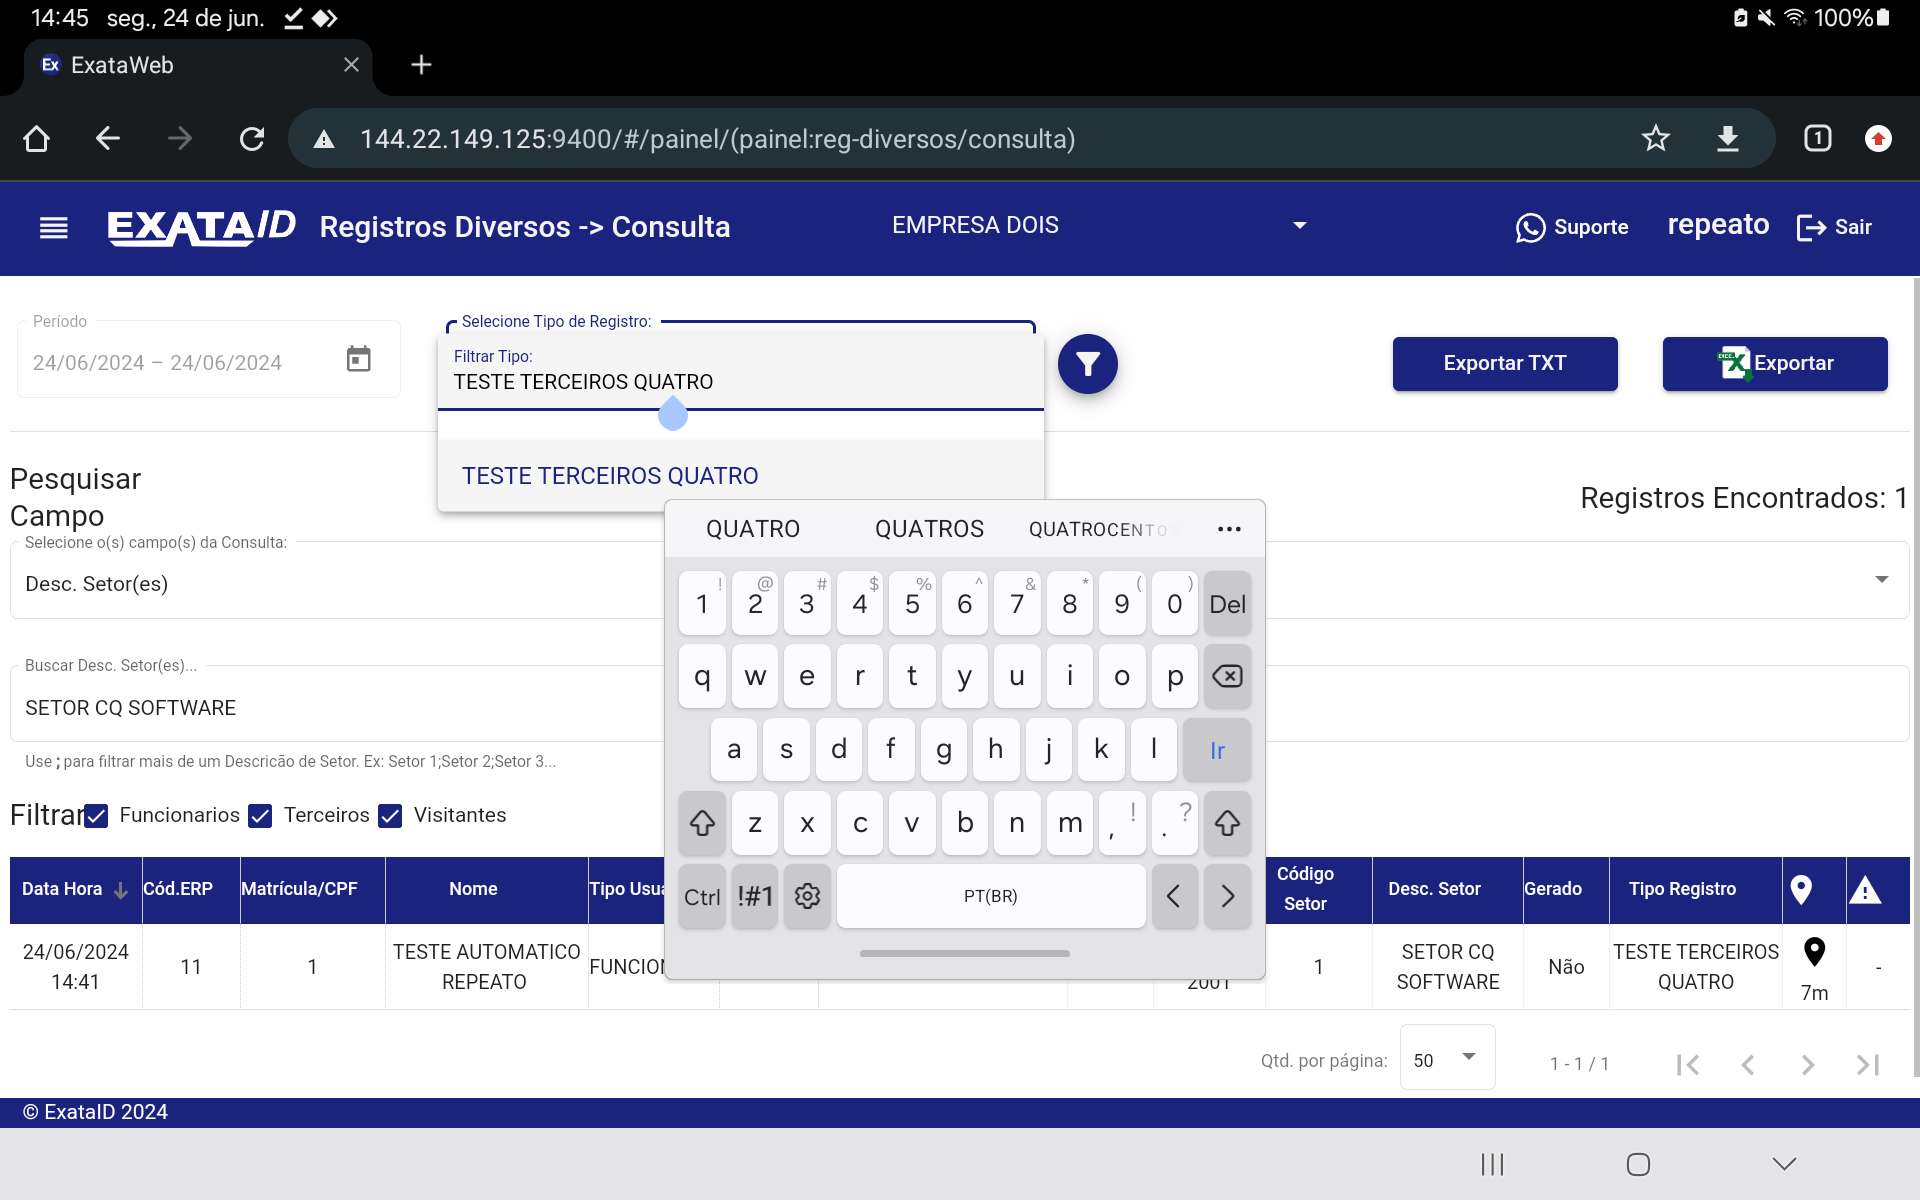 14:45 seg., 24 de jun. 100%
Ex ExataWeb
144.22.149.125:9400/#/painel/(painel:reg-diversos/consulta) 1
EXATA/D Registros Diversos -> Consulta EMPRESA DOIS Suporte repeato Sair
Período
24/06/2024 – 24/06/2024
Selecione Tipo de Registro:
Filtrar Tipo:
TESTE TERCEIROS QUATRO
TESTE TERCEIROS QUATRO
Exportar TXT
Exportar
Pesquisar
Campo
Registros Encontrados: 1
Selecione o(s) campo(s) da Consulta:
Desc. Setor(es)
Buscar Desc. Setor(es)...
SETOR CQ SOFTWARE
Use ; para filtrar mais de um Descricão de Setor. Ex: Setor 1;Setor 2;Setor 3...
Filtrar Funcionarios Terceiros Visitantes
QUATRO QUATROS QUATROCENTO
! @ # $ % ^ & * ( )
1 2 3 4 5 6 7 8 9 0 Del
q w e r t y u i o p
a s d f g h j k l Ir
z x c v b n m , ! . ?
Ctrl !#1 PT(BR) < >
Data Hora Cód.ERP Matrícula/CPF Nome Tipo Usua Código Setor Desc. Setor Gerado Tipo Registro
24/06/2024 14:41 11 1 TESTE AUTOMATICO REPEATO FUNCION 2001 1 SETOR CQ SOFTWARE Não TESTE TERCEIROS QUATRO 7m -
Qtd. por página: 50 1 - 1 / 1
© ExataID 2024